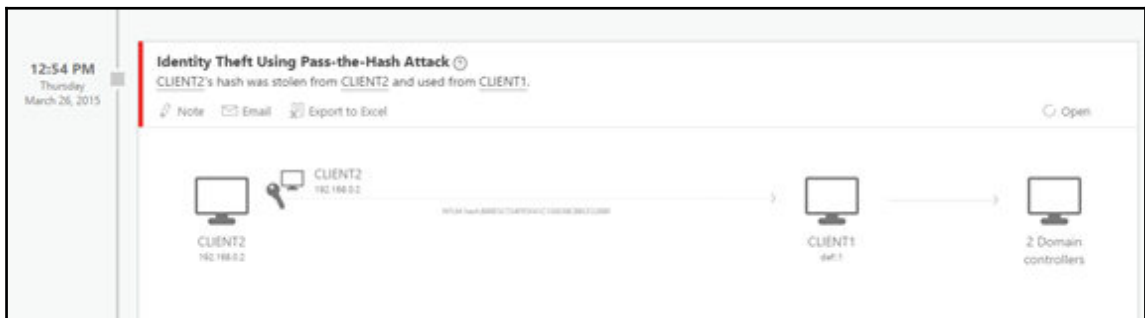 12:54 PM
Thursday
March 26, 2015
Identity Theft Using Pass-the-Hash Attack
CLIENT2's hash was stolen from CLIENT2 and used from CLIENT1.
Note Email Export to Excel
Open
CLIENT2
192.168.0.2
NTLM hash
CLIENT2
192.168.0.2
CLIENT1
2 Domain
controllers